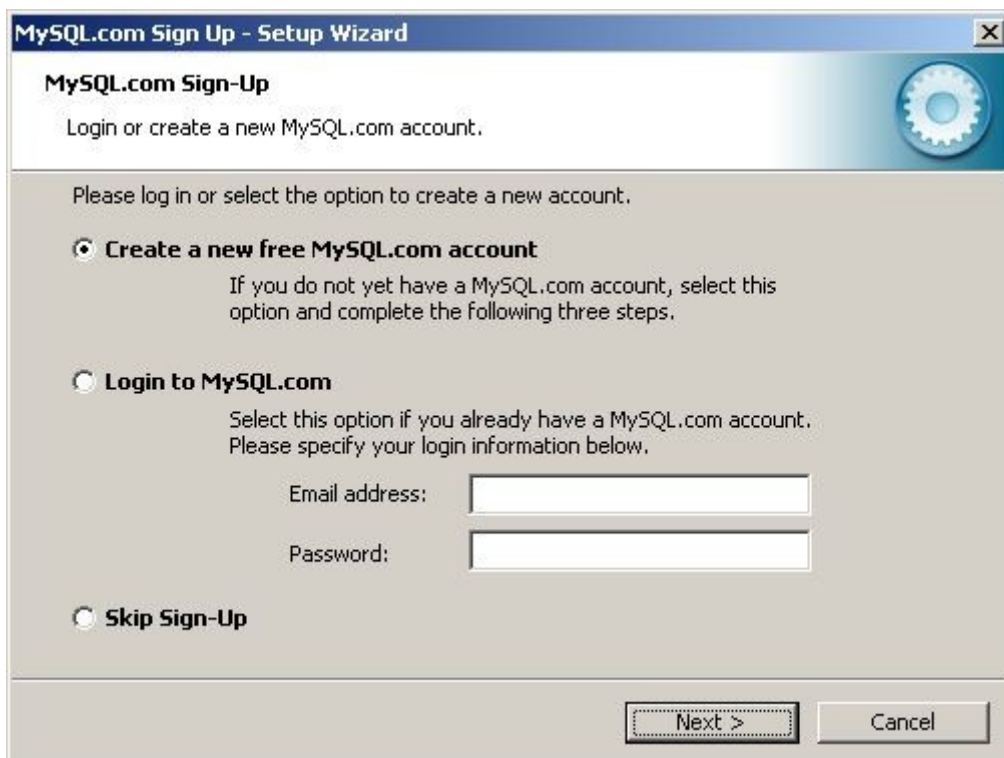 MySQL.com Sign Up - Setup Wizard
MySQL.com Sign-Up
Login or create a new MySQL.com account.
Please log in or select the option to create a new account.
Create a new free MySQL.com account
If you do not yet have a MySQL.com account, select this
option and complete the following three steps.
Login to MySQL.com
Select this option if you already have a MySQL.com account.
Please specify your login information below.
Email address:
Password:
Skip Sign-Up
Next > Cancel